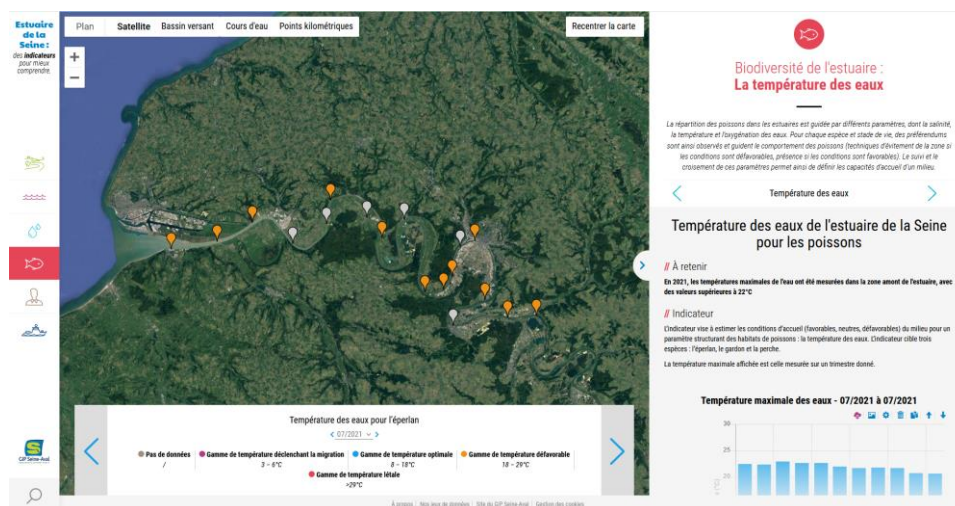 Estuaire
de la
Seine :
des indicateurs
pour mieux
comprendre.
Plan Satellite Bassin versant Cours d'eau Points kilométriques
Recentrer la carte
+
−
GIP Seine-Aval
Température des eaux pour l'éperlan
< 07/2021 >
Pas de données
/
Gamme de température déclenchant la migration
3 – 6°C
Gamme de température optimale
8 – 18°C
Gamme de température défavorable
18 – 29°C
Gamme de température létale
>29°C
À propos | Nos jeux de données | Site du GIP Seine-Aval | Gestion des cookies
Biodiversité de l'estuaire :
La température des eaux
La répartition des poissons dans les estuaires est guidée par différents paramètres, dont la salinité,
la température et l'oxygénation des eaux. Pour chaque espèce et stade de vie, des préférendums
sont ainsi observés et guident le comportement des poissons (techniques d'évitement de la zone si
les conditions sont défavorables, présence si les conditions sont favorables). Le suivi et le
croisement de ces paramètres permet ainsi de définir les capacités d'accueil d'un milieu.
Température des eaux
Température des eaux de l'estuaire de la Seine
pour les poissons
// À retenir
En 2021, les températures maximales de l'eau ont été mesurées dans la zone amont de l'estuaire, avec
des valeurs supérieures à 22°C
// Indicateur
L'indicateur vise à estimer les conditions d'accueil (favorables, neutres, défavorables) du milieu pour un
paramètre structurant des habitats de poissons : la température des eaux. L'indicateur cible trois
espèces : l'éperlan, le gardon et la perche.
La température maximale affichée est celle mesurée sur un trimestre donné.
Température maximale des eaux - 07/2021 à 07/2021
30
25
20
(°C)